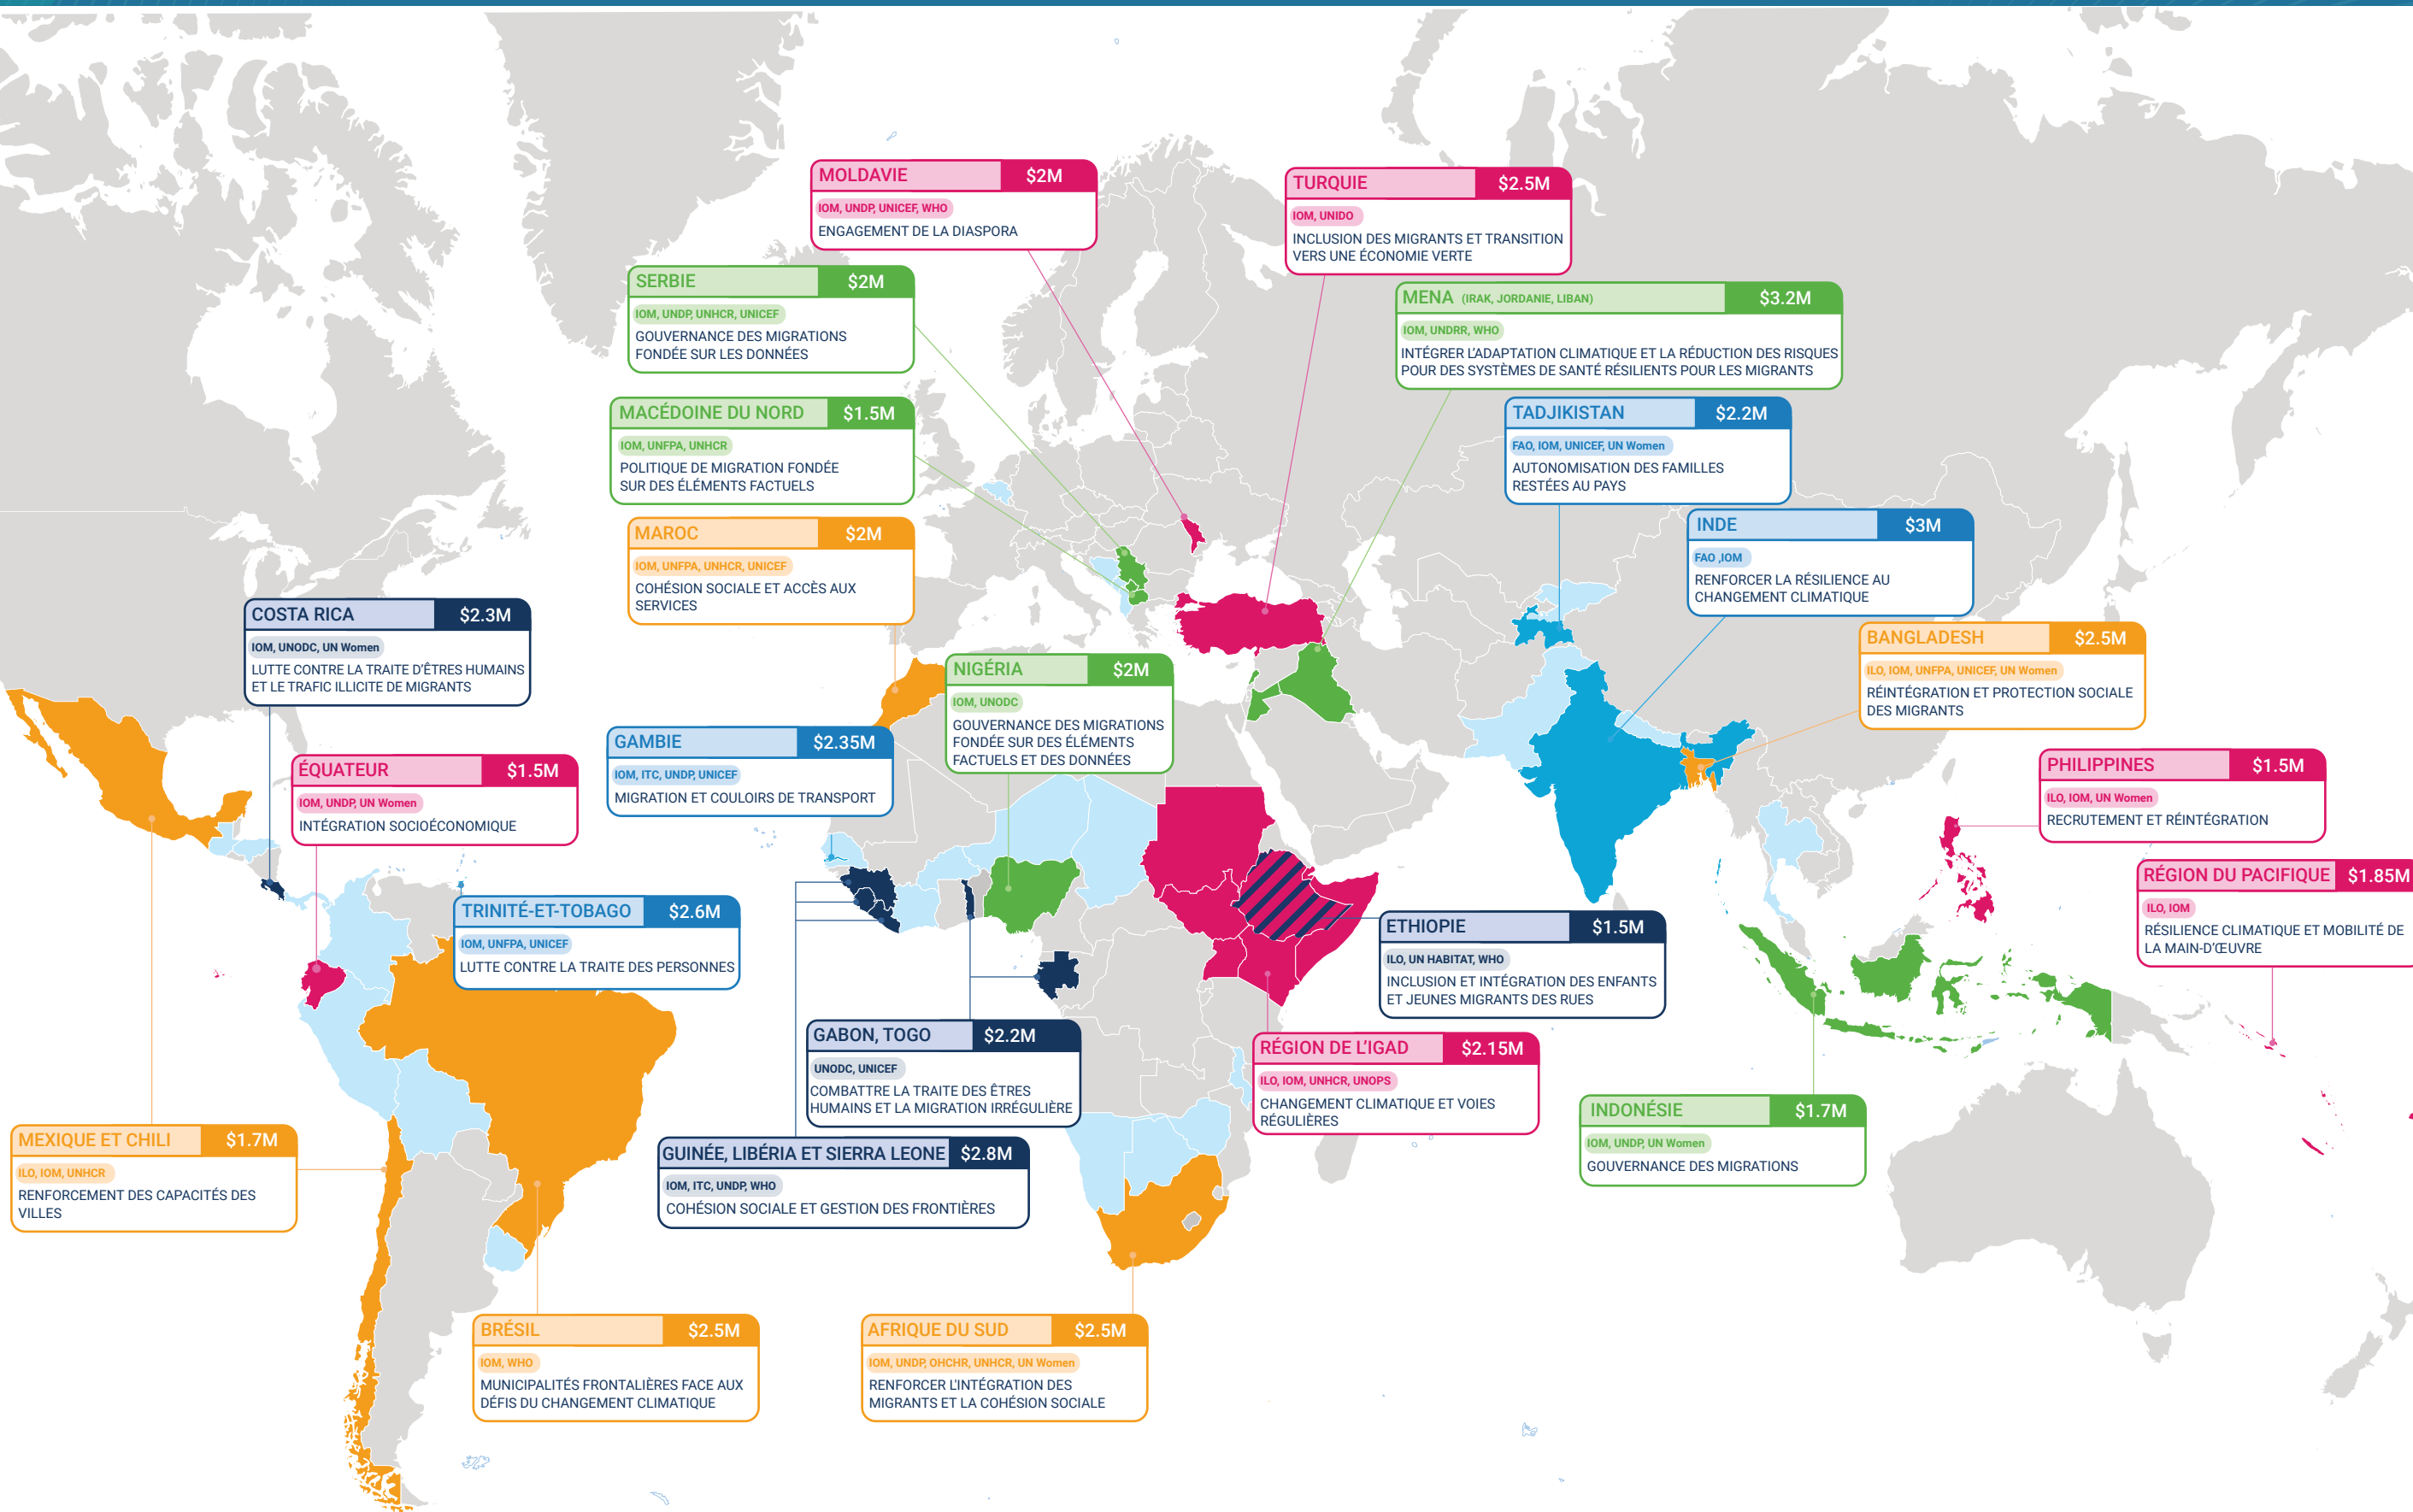 MOLDAVIE $2M
IOM, UNDP, UNICEF, WHO
ENGAGEMENT DE LA DIASPORA
TURQUIE $2.5M
IOM, UNIDO
INCLUSION DES MIGRANTS ET TRANSITION
VERS UNE ÉCONOMIE VERTE
SERBIE $2M
IOM, UNDP, UNHCR, UNICEF
GOUVERNANCE DES MIGRATIONS
FONDÉE SUR LES DONNÉES
MENA (IRAK, JORDANIE, LIBAN) $3.2M
IOM, UNDRR, WHO
INTÉGRER L'ADAPTATION CLIMATIQUE ET LA RÉDUCTION DES RISQUES
POUR DES SYSTÈMES DE SANTÉ RÉSILIENTS POUR LES MIGRANTS
MACÉDOINE DU NORD $1.5M
IOM, UNFPA, UNHCR
POLITIQUE DE MIGRATION FONDÉE
SUR DES ÉLÉMENTS FACTUELS
TADJIKISTAN $2.2M
FAO, IOM, UNICEF, UN Women
AUTONOMISATION DES FAMILLES
RESTÉES AU PAYS
MAROC $2M
IOM, UNFPA, UNHCR, UNICEF
COHÉSION SOCIALE ET ACCÈS AUX
SERVICES
INDE $3M
FAO ,IOM
RENFORCER LA RÉSILIENCE AU
CHANGEMENT CLIMATIQUE
COSTA RICA $2.3M
IOM, UNODC, UN Women
LUTTE CONTRE LA TRAITE D'ÊTRES HUMAINS
ET LE TRAFIC ILLICITE DE MIGRANTS
BANGLADESH $2.5M
ILO, IOM, UNFPA, UNICEF, UN Women
RÉINTÉGRATION ET PROTECTION SOCIALE
DES MIGRANTS
NIGÉRIA $2M
IOM, UNODC
GOUVERNANCE DES MIGRATIONS
FONDÉE SUR DES ÉLÉMENTS
FACTUELS ET DES DONNÉES
GAMBIE $2.35M
IOM, ITC, UNDP, UNICEF
MIGRATION ET COULOIRS DE TRANSPORT
ÉQUATEUR $1.5M
IOM, UNDP, UN Women
INTÉGRATION SOCIOÉCONOMIQUE
PHILIPPINES $1.5M
ILO, IOM, UN Women
RECRUTEMENT ET RÉINTÉGRATION
RÉGION DU PACIFIQUE $1.85M
ILO, IOM
RÉSILIENCE CLIMATIQUE ET MOBILITÉ DE
LA MAIN-D'ŒUVRE
TRINITÉ-ET-TOBAGO $2.6M
IOM, UNFPA, UNICEF
LUTTE CONTRE LA TRAITE DES PERSONNES
ETHIOPIE $1.5M
ILO, UN HABITAT, WHO
INCLUSION ET INTÉGRATION DES ENFANTS
ET JEUNES MIGRANTS DES RUES
GABON, TOGO $2.2M
UNODC, UNICEF
COMBATTRE LA TRAITE DES ÊTRES
HUMAINS ET LA MIGRATION IRRÉGULIÈRE
RÉGION DE L'IGAD $2.15M
ILO, IOM, UNHCR, UNOPS
CHANGEMENT CLIMATIQUE ET VOIES
RÉGULIÈRES
INDONÉSIE $1.7M
IOM, UNDP, UN Women
GOUVERNANCE DES MIGRATIONS
MEXIQUE ET CHILI $1.7M
ILO, IOM, UNHCR
RENFORCEMENT DES CAPACITÉS DES
VILLES
GUINÉE, LIBÉRIA ET SIERRA LEONE $2.8M
IOM, ITC, UNDP, WHO
COHÉSION SOCIALE ET GESTION DES FRONTIÈRES
BRÉSIL $2.5M
IOM, WHO
MUNICIPALITÉS FRONTALIÈRES FACE AUX
DÉFIS DU CHANGEMENT CLIMATIQUE
AFRIQUE DU SUD $2.5M
IOM, UNDP, OHCHR, UNHCR, UN Women
RENFORCER L'INTÉGRATION DES
MIGRANTS ET LA COHÉSION SOCIALE